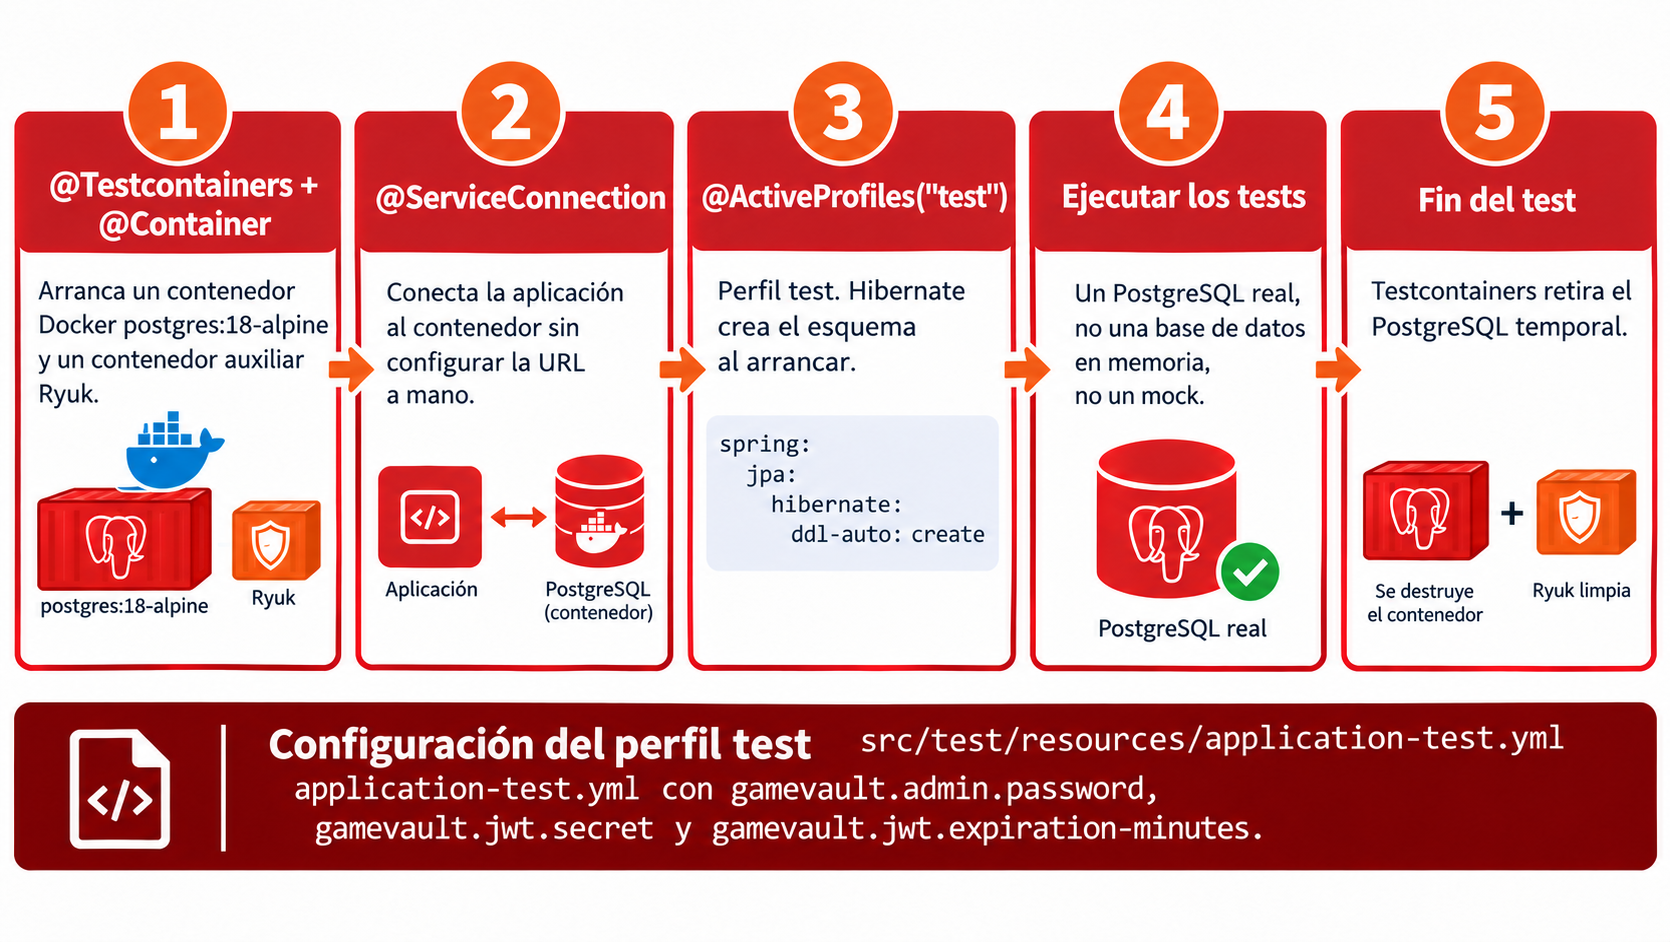 1
@Testcontainers +
@Container
Arranca un contenedor
Docker postgres:18-alpine
y un contenedor auxiliar
Ryuk.
postgres:18-alpine
Ryuk
2
@ServiceConnection
Conecta la aplicación
al contenedor sin
configurar la URL
a mano.
</>
Aplicación
PostgreSQL
(contenedor)
3
@ActiveProfiles("test")
Perfil test. Hibernate
crea el esquema
al arrancar.
spring:
jpa:
hibernate:
ddl-auto: create
4
Ejecutar los tests
Un PostgreSQL real,
no una base de datos
en memoria,
no un mock.
PostgreSQL real
5
Fin del test
Testcontainers retira el
PostgreSQL temporal.
+
Se destruye
el contenedor
Ryuk limpia
</>
Configuración del perfil test src/test/resources/application-test.yml
application-test.yml con gamevault.admin.password,
gamevault.jwt.secret y gamevault.jwt.expiration-minutes.